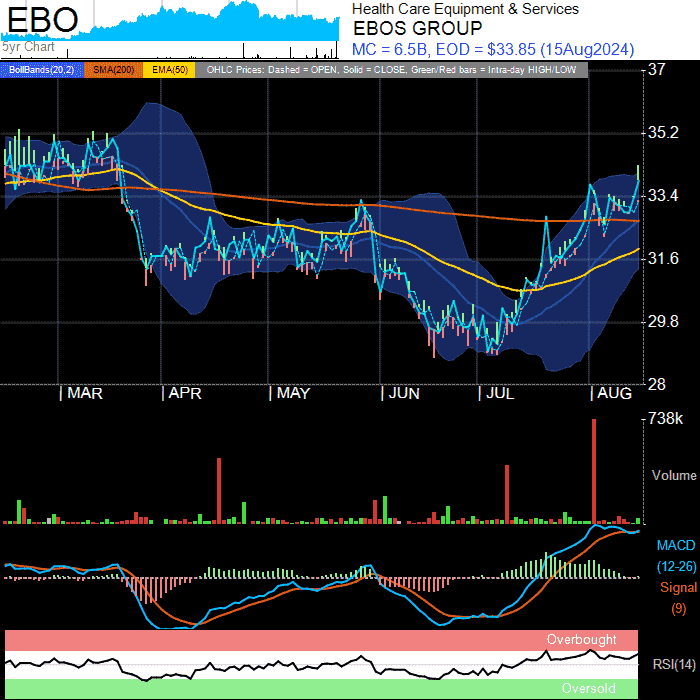 EBO
Health Care Equipment & Services
EBOS GROUP
5yr Chart
MC = 6.5B, EOD = $33.85 (15Aug2024)
BollBands(20,2) SMA(200) EMA(50) OHLC Prices: Dashed = OPEN, Solid = CLOSE, Green/Red bars = Intra-day HIGH/LOW
37
35.2
33.4
31.6
29.8
28
MAR APR MAY JUN JUL AUG
738k
Volume
MACD
(12-26)
Signal
(9)
Overbought
RSI(14)
Oversold